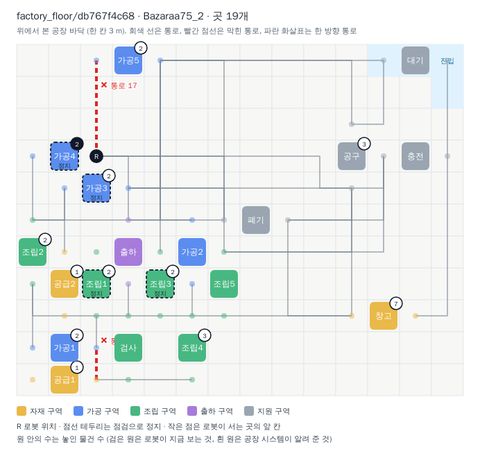 factory_floor/db767f4c68 · Bazaraa75_2 · 곳 19개
위에서 본 공장 바닥 (한 칸 3 m). 회색 선은 통로, 빨간 점선은 막힌 통로, 파란 화살표는 한 방향 통로
가공5 2 대기
✖ 통로 17
가공4 2 정지 R 공구 3 충전
가공3 2 정지
폐기
조립2 2 출하 가공2
공급2 1 조립1 2 정지 조립3 2 정지 조립5
창고 7
가공1 2 ✖ 검사 조립4 3
공급1 1
자재 구역 가공 구역 조립 구역 출하 구역 지원 구역
R 로봇 위치 · 점선 테두리는 점검으로 정지 · 작은 점은 로봇이 서는 곳의 앞 칸
원 안의 수는 놓인 물건 수 (검은 원은 로봇이 지금 보는 것, 흰 원은 공장 시스템이 알려 준 것)